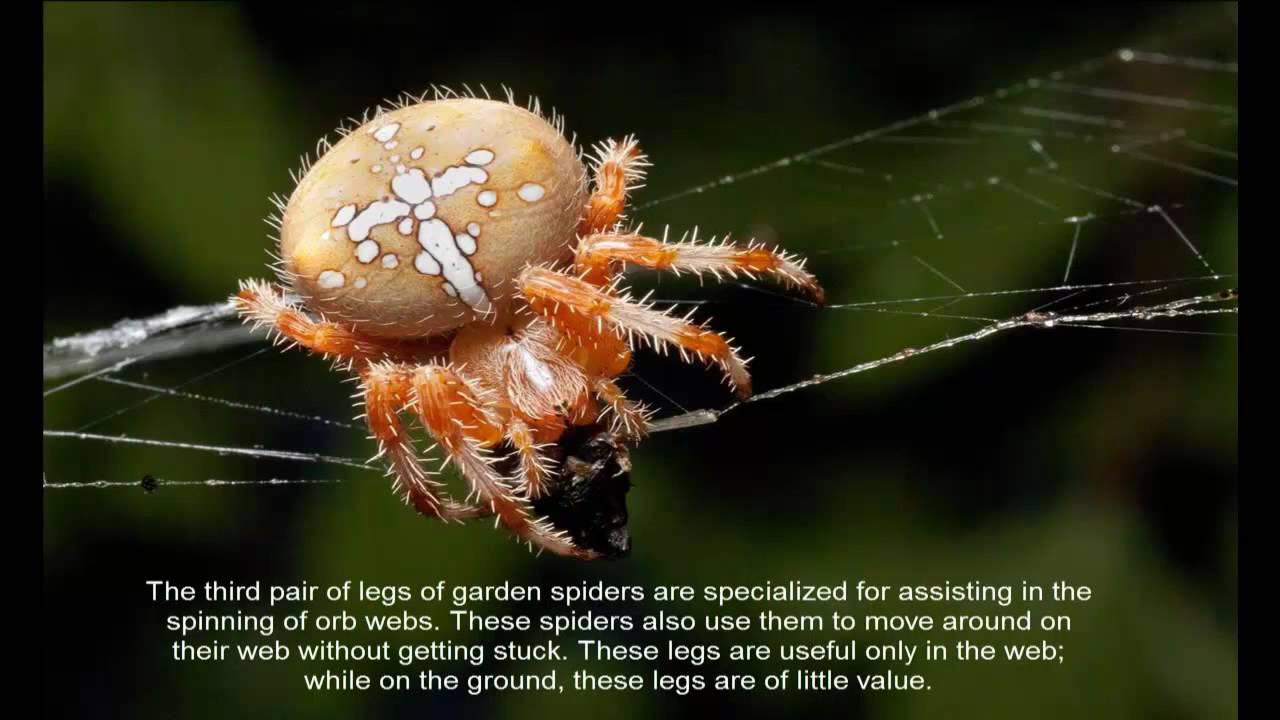 The third pair of legs of garden spiders are specialized for assisting in the
spinning of orb webs. These spiders also use them to move around on
their web without getting stuck. These legs are useful only in the web;
while on the ground, these legs are of little value.